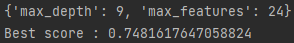 {'max_depth': 9, 'max_features': 24}
Best score : 0.7481617647058824